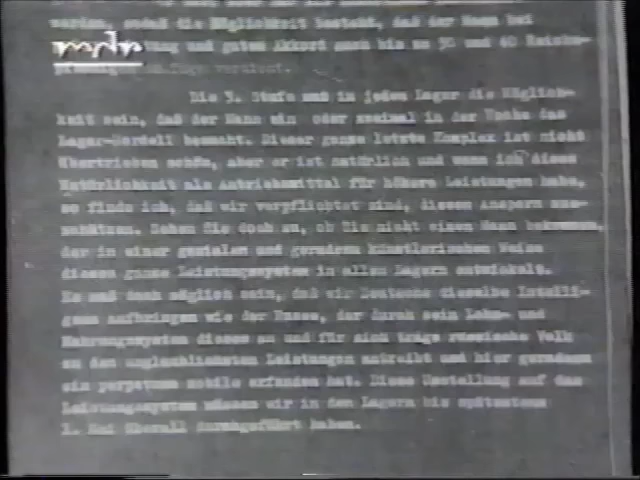 werden, sodaß die Möglichkeit besteht, daß der Mann bei
mdr
und guten Akkord auch bis zu 30 und 40 Reichs-
pfennigen am Tage verdient.
Die 3. Stufe muß in jedem Lager die Möglich-
keit sein, daß der Mann ein oder zweimal in der Woche das
Lager-Bordell besucht. Dieser ganze letzte Komplex ist nicht
übertrieben schön, aber er ist natürlich und wenn ich diese
Natürlichkeit als Antriebsmittel für höhere Leistungen habe,
so finde ich, daß wir verpflichtet sind, diesen Ansporn aus-
zunützen. Sehen Sie doch zu, ob Sie nicht einen Mann bekommen,
der in einer genialen und geradezu künstlerischen Weise
dieses ganze Leistungssystem in allen Lagern entwickelt.
Es muß doch möglich sein, daß wir Deutsche dieselbe Intelli-
genz aufbringen wie der Russe, der durch sein Lohn- und
Nahrungssystem dieses an und für sich träge russische Volk
zu den unglaublichsten Leistungen antreibt und hier geradezu
ein perpetuum mobile erfunden hat. Diese Umstellung auf das
Leistungssystem müssen wir in den Lagern bis spätestens
1. Mai überall durchgeführt haben.